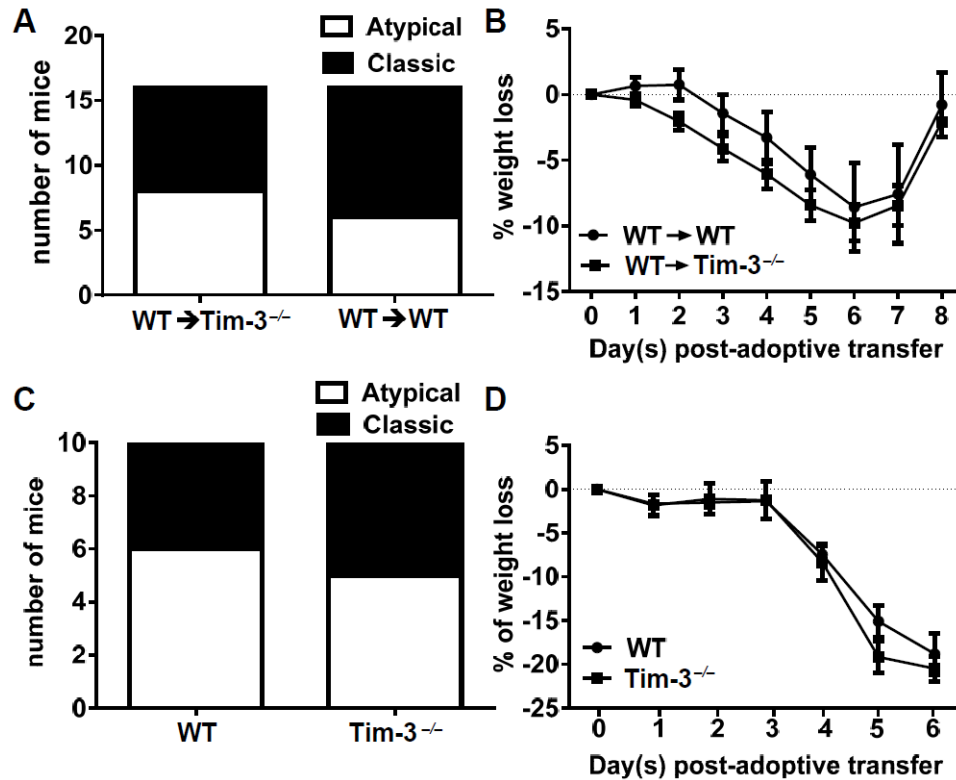 A
Atypical
Classic
number of mice
20
15
10
5
0
WT➔Tim-3⁻/⁻
WT➔WT
B
% weight loss
5
0
-5
-10
-15
WT→WT
WT→Tim-3⁻/⁻
0 1 2 3 4 5 6 7 8
Day(s) post-adoptive transfer
C
Atypical
Classic
number of mice
10
8
6
4
2
0
WT
Tim-3⁻/⁻
D
% of weight loss
5
0
-5
-10
-15
-20
-25
WT
Tim-3⁻/⁻
0 1 2 3 4 5 6
Day(s) post-adoptive transfer